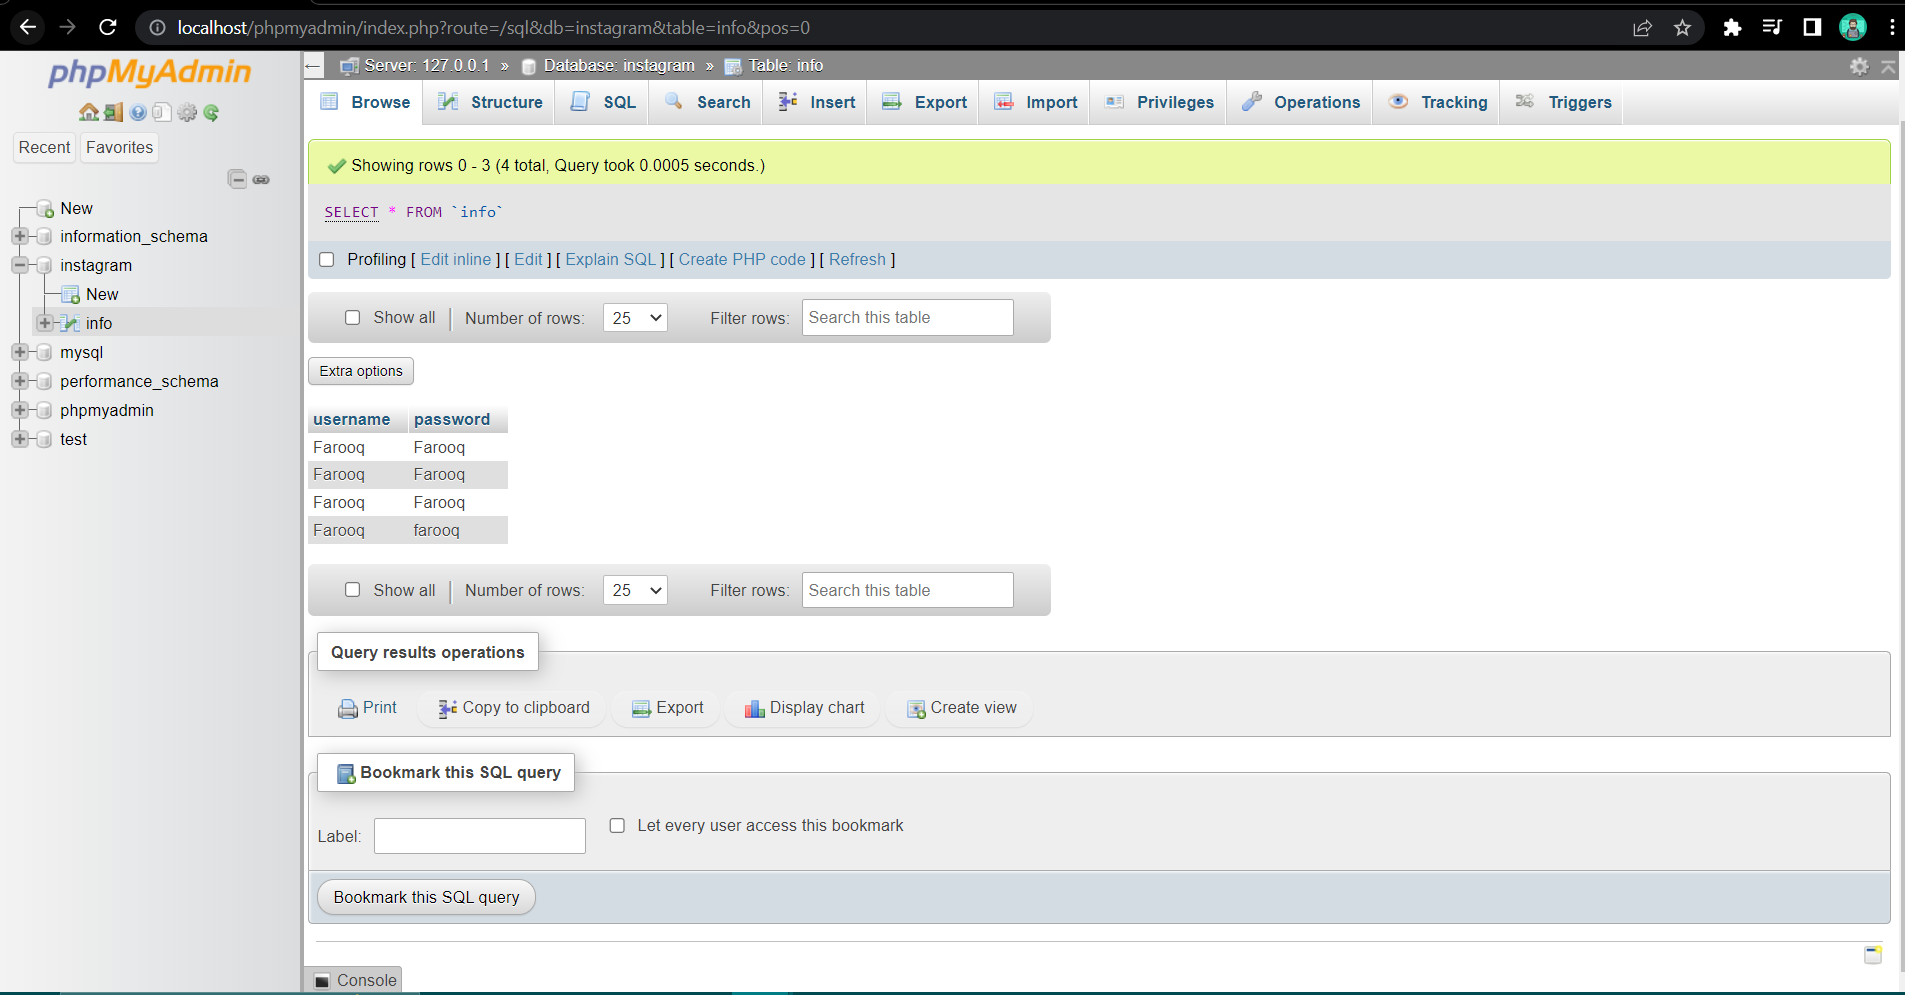 localhost/phpmyadmin/index.php?route=/sql&db=instagram&table=info&pos=0
phpMyAdmin
Recent Favorites
New
information_schema
instagram
New
info
mysql
performance_schema
phpmyadmin
test
Server: 127.0.0.1 » Database: instagram » Table: info
Browse Structure SQL Search Insert Export Import Privileges Operations Tracking Triggers
Showing rows 0 - 3 (4 total, Query took 0.0005 seconds.)
SELECT * FROM `info`
Profiling [ Edit inline ] [ Edit ] [ Explain SQL ] [ Create PHP code ] [ Refresh ]
Show all Number of rows: 25 Filter rows: Search this table
Extra options
username password
Farooq Farooq
Farooq Farooq
Farooq Farooq
Farooq farooq
Show all Number of rows: 25 Filter rows: Search this table
Query results operations
Print Copy to clipboard Export Display chart Create view
Bookmark this SQL query
Label: Let every user access this bookmark
Bookmark this SQL query
Console